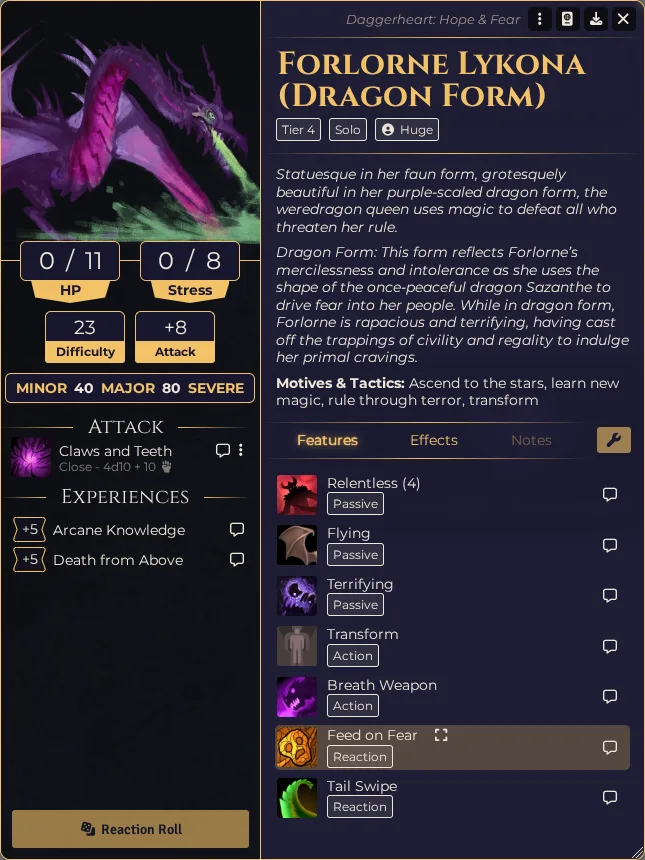 Daggerheart: Hope & Fear
Forlorne Lykona
(Dragon Form)
Tier 4 Solo Huge
Statuesque in her faun form, grotesquely
beautiful in her purple-scaled dragon form, the
weredragon queen uses magic to defeat all who
threaten her rule.
Dragon Form: This form reflects Forlorne's
mercilessness and intolerance as she uses the
shape of the once-peaceful dragon Sazanthe to
drive fear into her people. While in dragon form,
Forlorne is rapacious and terrifying, having cast
off the trappings of civility and regality to indulge
her primal cravings.
Motives & Tactics: Ascend to the stars, learn new
magic, rule through terror, transform
0 / 11 0 / 8
HP Stress
23 +8
Difficulty Attack
MINOR 40 MAJOR 80 SEVERE
Attack
Claws and Teeth
Close - 4d10 + 10
Experiences
+5 Arcane Knowledge
+5 Death from Above
Reaction Roll
Features Effects Notes
Relentless (4)
Passive
Flying
Passive
Terrifying
Passive
Transform
Action
Breath Weapon
Action
Feed on Fear
Reaction
Tail Swipe
Reaction